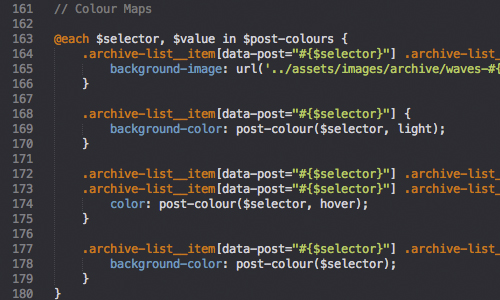 161 // Colour Maps
162
163 @each $selector, $value in $post-colours {
164 .archive-list__item[data-post="#{$selector}"] .archive-list_
165 background-image: url('../assets/images/archive/waves-#{
166 }
167
168 .archive-list__item[data-post="#{$selector}"] {
169 background-color: post-colour($selector, light);
170 }
171
172 .archive-list__item[data-post="#{$selector}"] .archive-list_
173 .archive-list__item[data-post="#{$selector}"] .archive-list_
174 color: post-colour($selector, hover);
175 }
176
177 .archive-list__item[data-post="#{$selector}"] .archive-list_
178 background-color: post-colour($selector);
179 }
180 }